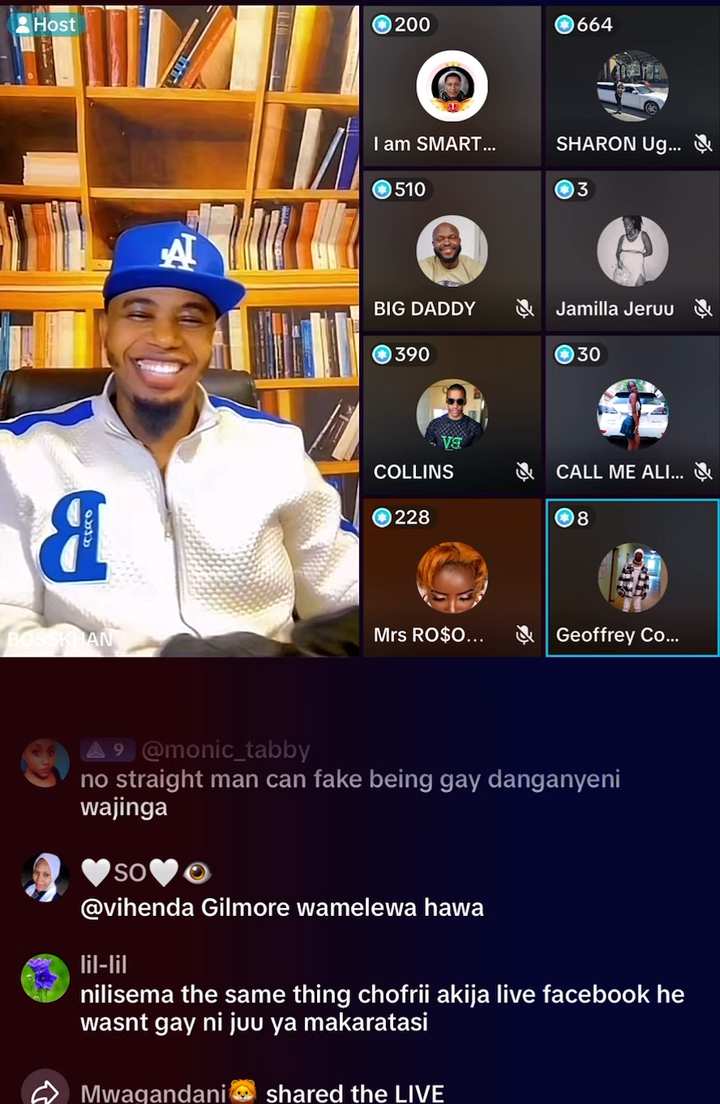 Host
BOSSKHAN
200
I am SMART...
664
SHARON Ug...
510
BIG DADDY
3
Jamilla Jeruu
390
COLLINS
30
CALL ME ALI...
228
Mrs RO$O...
8
Geoffrey Co...
9 @monic_tabby
no straight man can fake being gay danganyeni
wajinga
🤍SO🤍👁
@vihenda Gilmore wamelewa hawa
lil-lil
nilisema the same thing chofrii akija live facebook he
wasnt gay ni juu ya makaratasi
Mwagandani🦁 shared the LIVE